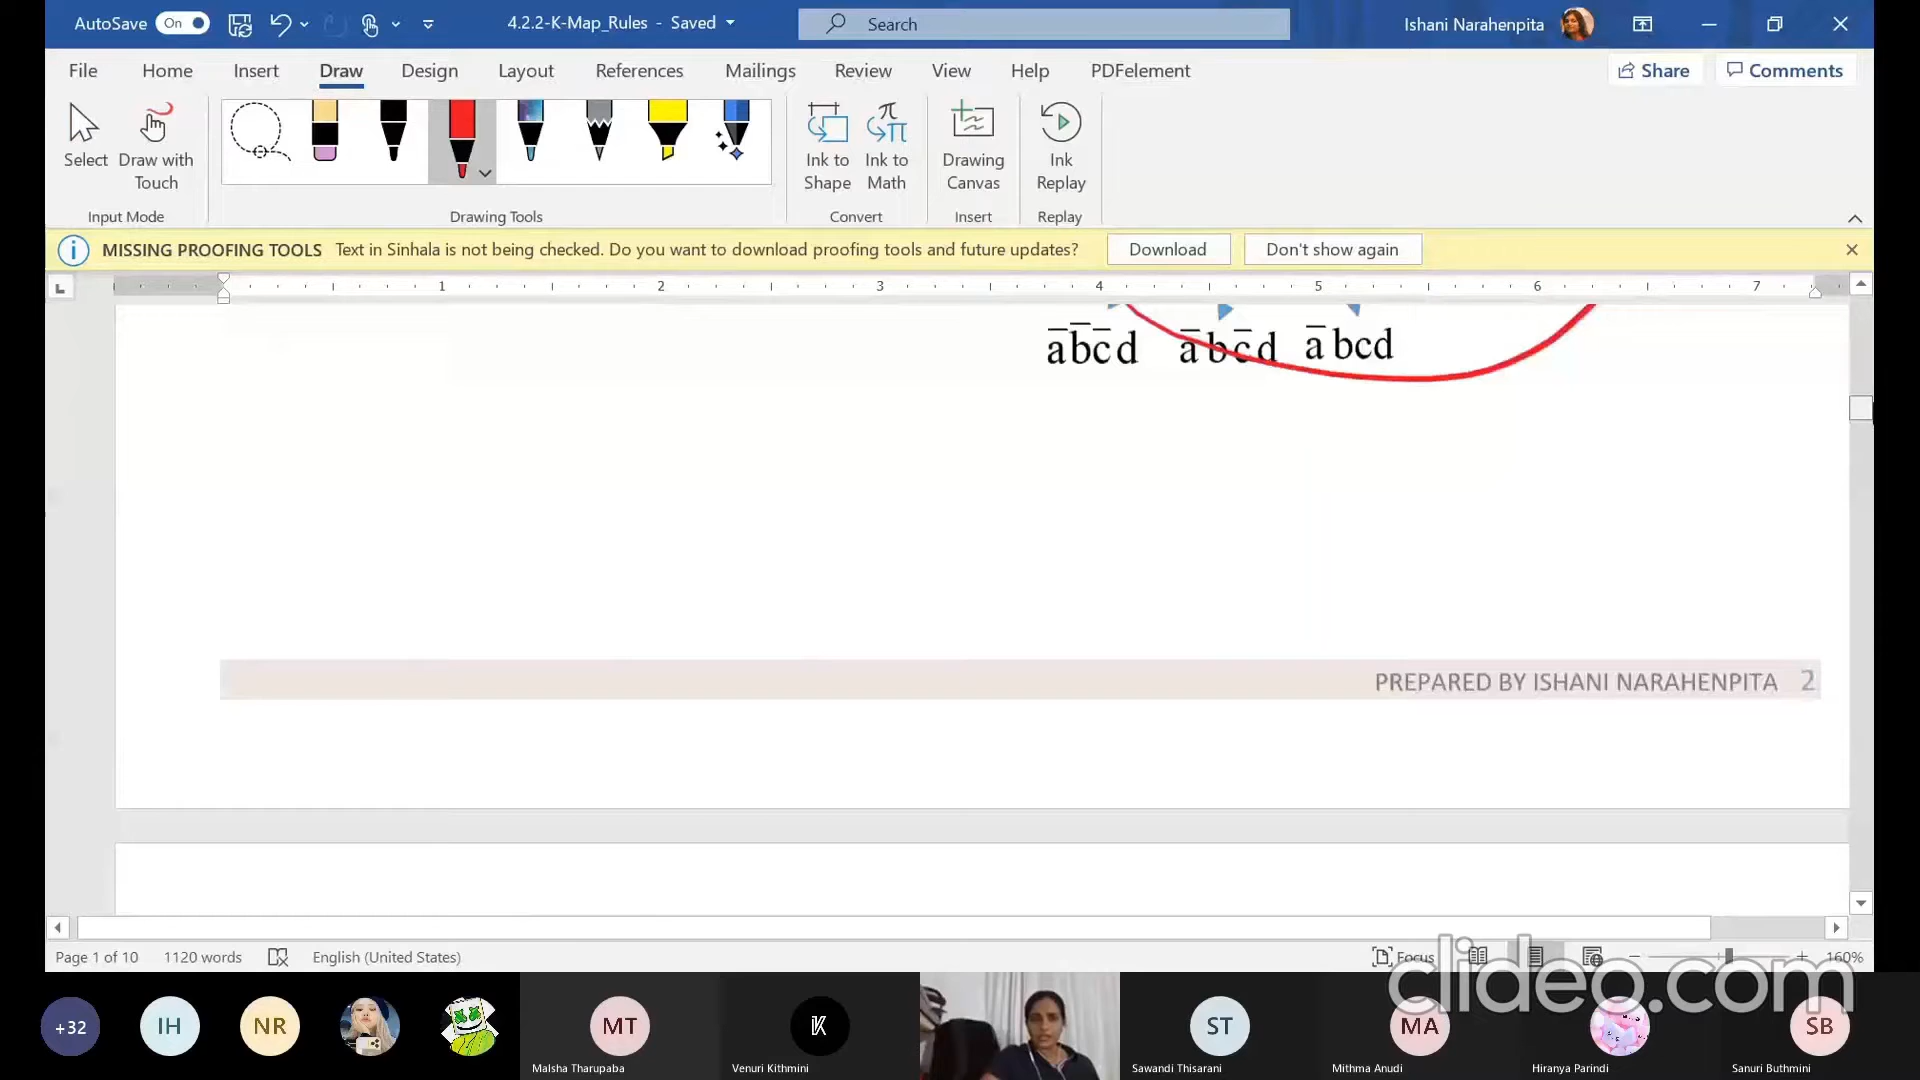 AutoSave On 4.2.2-K-Map_Rules - Saved Search Ishani Narahenpita
File Home Insert Draw Design Layout References Mailings Review View Help PDFelement Share Comments
Select Draw with Touch Ink to Shape Ink to Math Drawing Canvas Ink Replay
Input Mode Drawing Tools Convert Insert Replay
MISSING PROOFING TOOLS Text in Sinhala is not being checked. Do you want to download proofing tools and future updates? Download Don't show again
1 2 3 4 5 6 7
a̅b̅c̅d a̅bc̅d a̅bcd
PREPARED BY ISHANI NARAHENPITA 2
Page 1 of 10 1120 words English (United States) Focus 160%
clideo.com
+32 IH NR MT K ST MA SB
Malsha Tharupaba Venuri Kithmini Sawandi Thisarani Mithma Anudi Hiranya Parindi Sanuri Buthmini